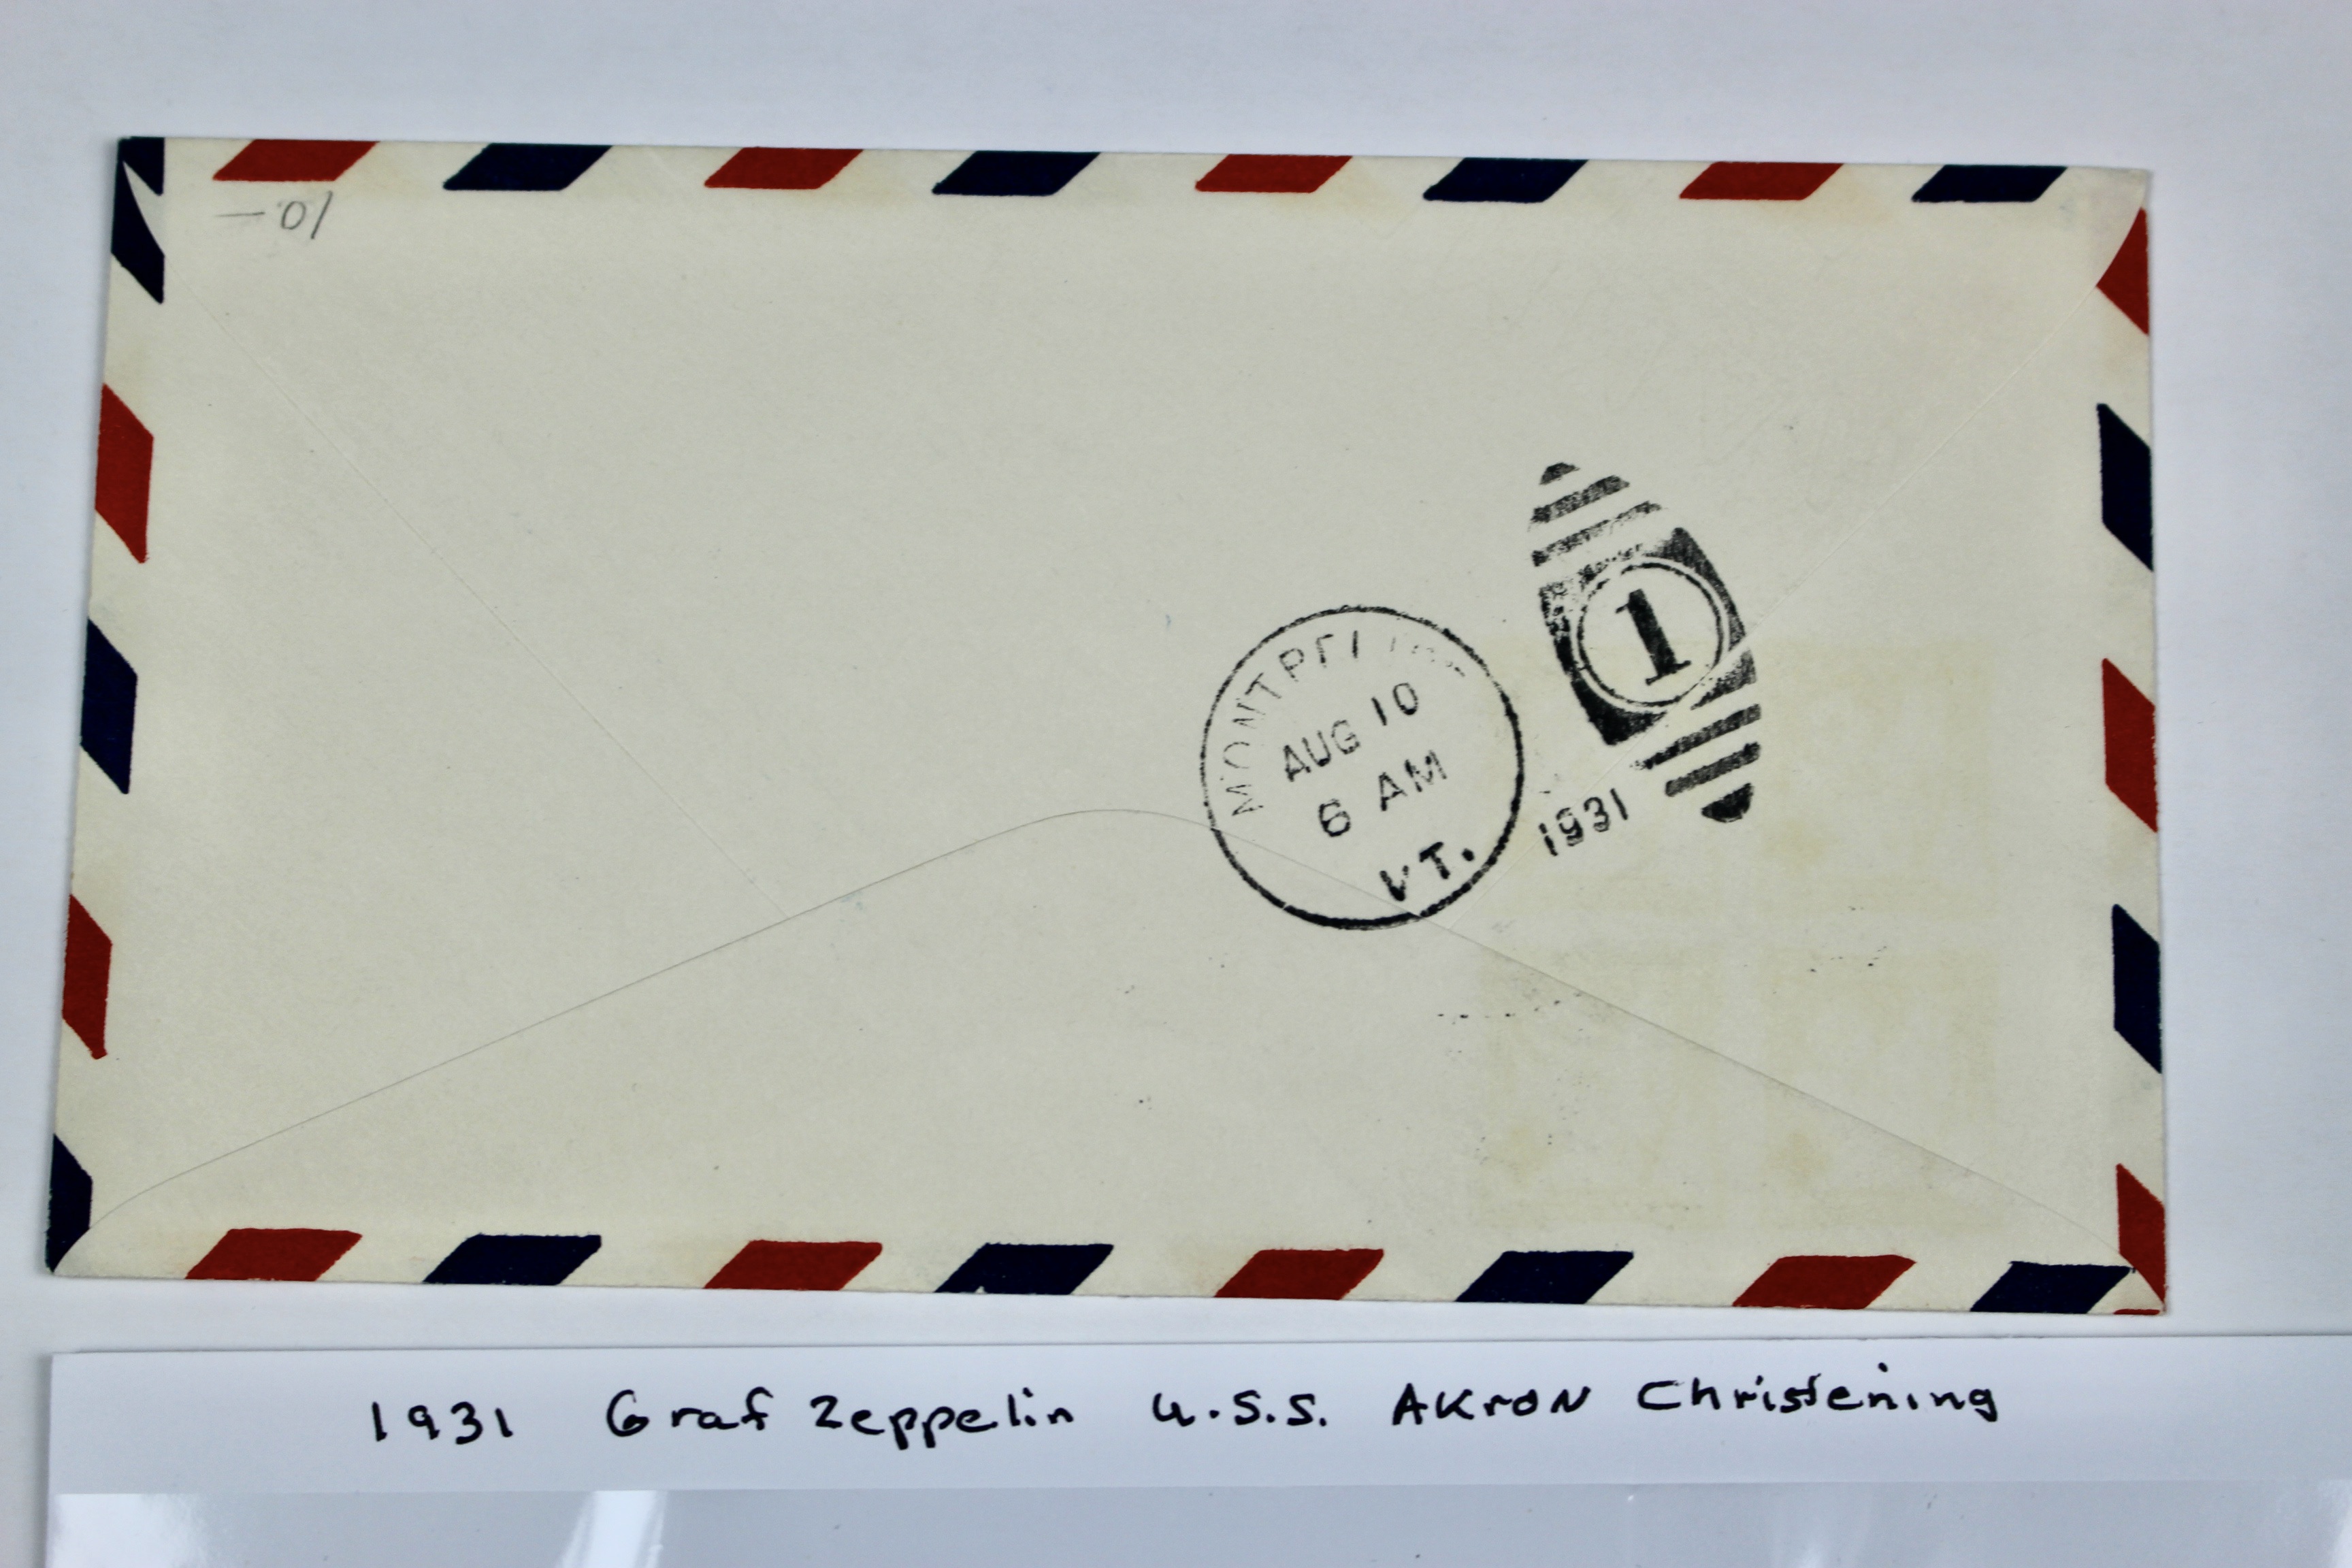 —01
MONTPELIER
AUG 10
6 AM
VT.
1
1931
1931 Graf Zeppelin U.S.S. AKroN Christening